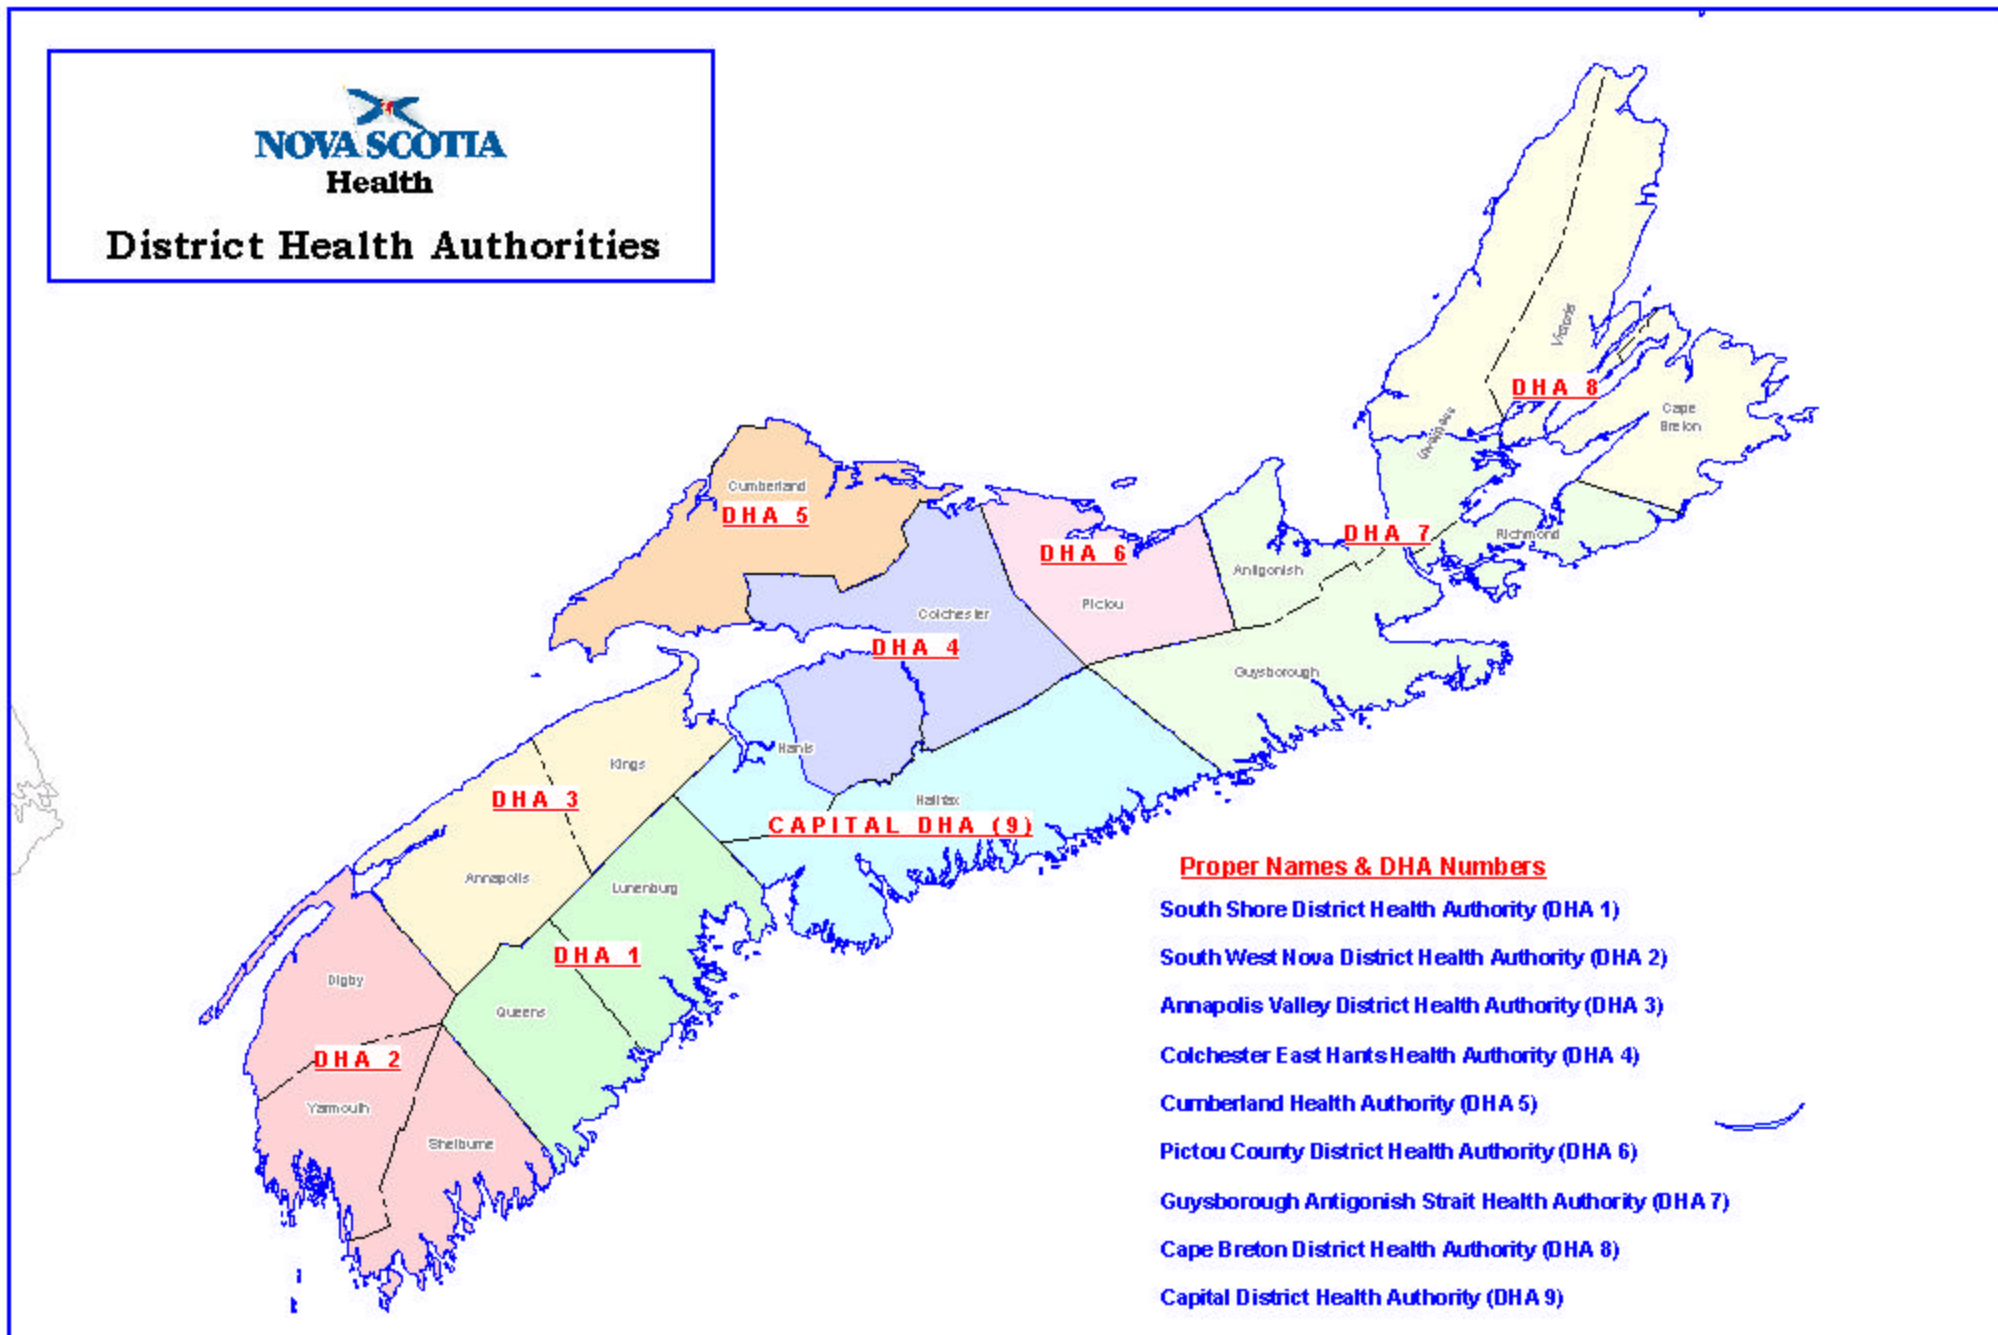 NOVA SCOTIA
Health
District Health Authorities
Victoria
DHA 8
Cape
Breton
Inverness
Cumberland
DHA 5
DHA 7
Richmond
DHA 6
Antigonish
Pictou
Colchester
DHA 4
Guysborough
Hants
Kings
DHA 3
Halifax
CAPITAL DHA (9)
Annapolis
Lunenburg
DHA 1
Digby
Queens
DHA 2
Yarmouth
Shelburne
Proper Names & DHA Numbers
South Shore District Health Authority (DHA 1)
South West Nova District Health Authority (DHA 2)
Annapolis Valley District Health Authority (DHA 3)
Colchester East Hants Health Authority (DHA 4)
Cumberland Health Authority (DHA 5)
Pictou County District Health Authority (DHA 6)
Guysborough Antigonish Strait Health Authority (DHA 7)
Cape Breton District Health Authority (DHA 8)
Capital District Health Authority (DHA 9)